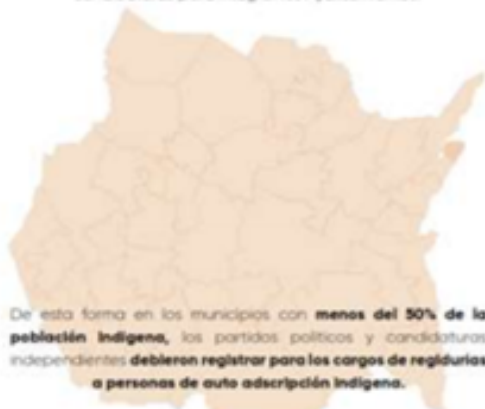 De esta forma en los municipios con menos del 50% de la
población indígena, los partidos políticos y candidaturas
independientes debieron registrar para los cargos de regidurías
a personas de auto adscripción indígena.